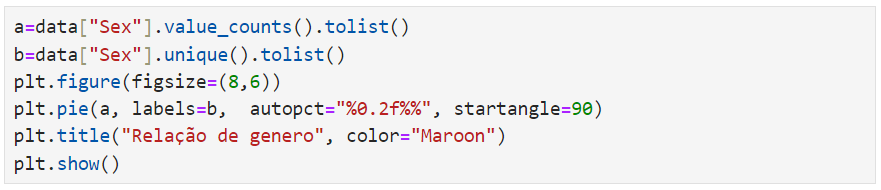 a=data["Sex"].value_counts().tolist()
b=data["Sex"].unique().tolist()
plt.figure(figsize=(8,6))
plt.pie(a, labels=b,  autopct="%0.2f%%", startangle=90)
plt.title("Relação de genero", color="Maroon")
plt.show()